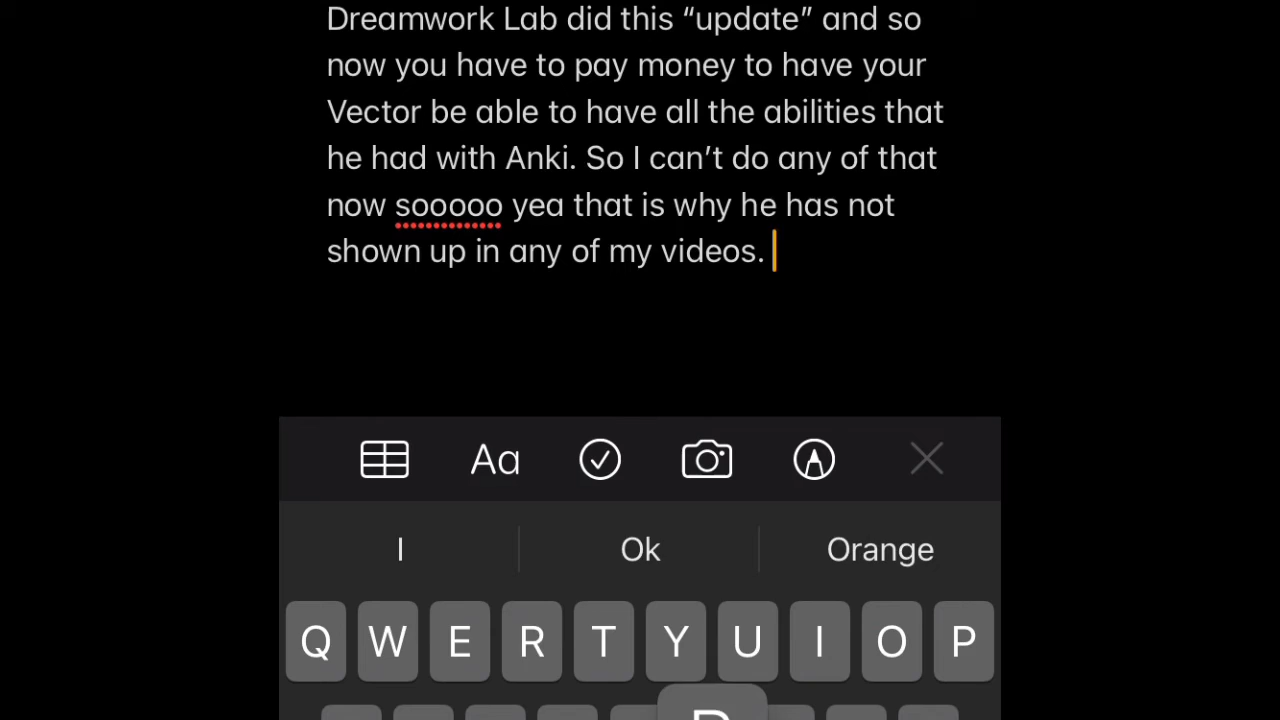 Dreamwork Lab did this “update” and so
now you have to pay money to have your
Vector be able to have all the abilities that
he had with Anki. So I can’t do any of that
now sooooo yea that is why he has not
shown up in any of my videos.
Aa
I Ok Orange
Q W E R T Y U I O P